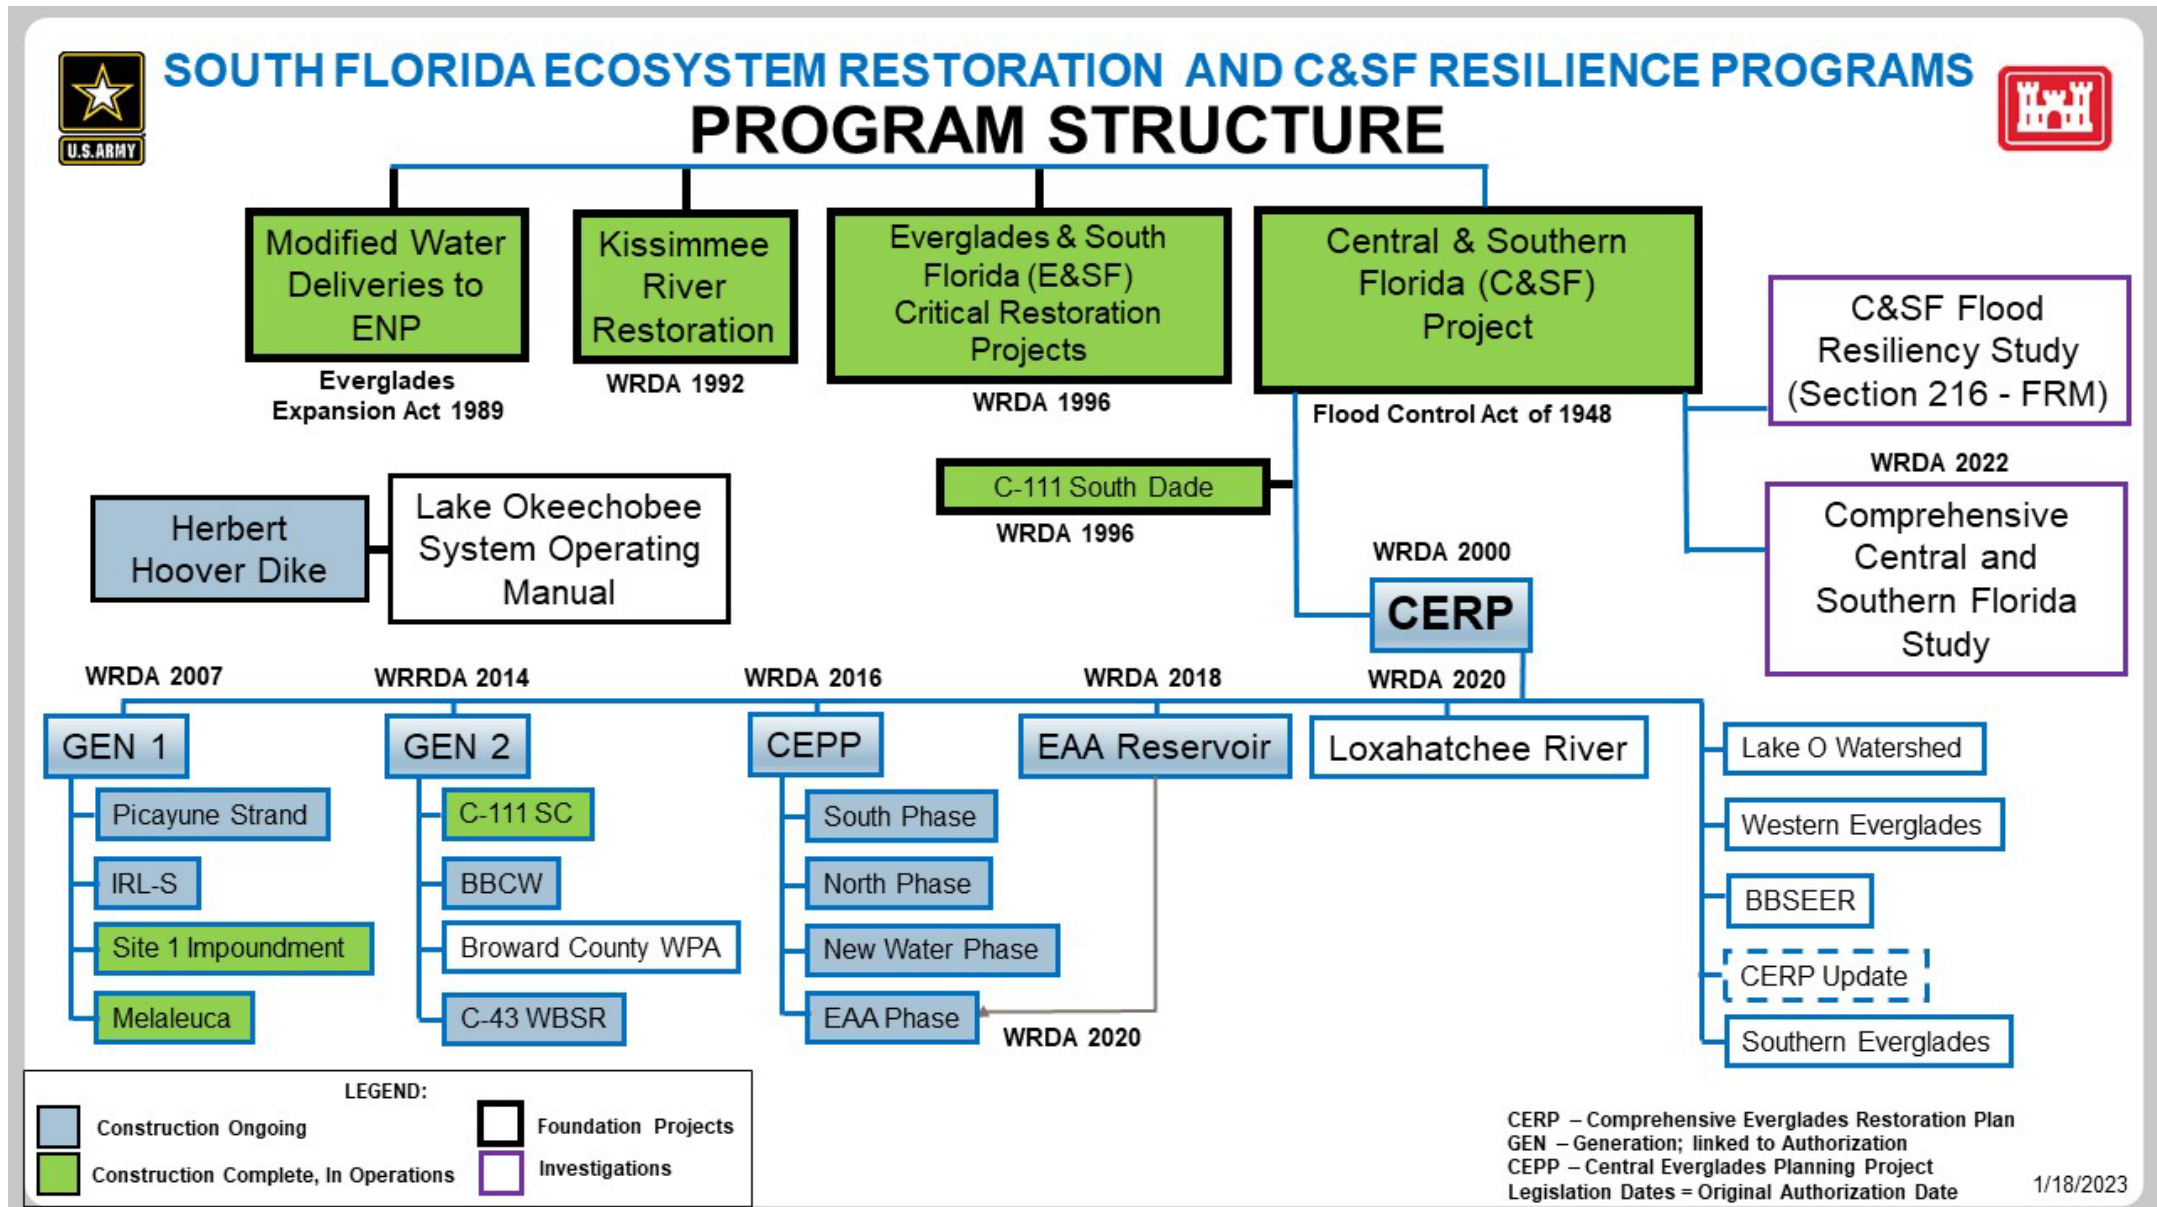 SOUTH FLORIDA ECOSYSTEM RESTORATION AND C&SF RESILIENCE PROGRAMS
PROGRAM STRUCTURE
U.S.ARMY
Modified Water
Deliveries to
ENP
Everglades
Expansion Act 1989
Kissimmee
River
Restoration
WRDA 1992
Everglades & South
Florida (E&SF)
Critical Restoration
Projects
WRDA 1996
Central & Southern
Florida (C&SF)
Project
Flood Control Act of 1948
C&SF Flood
Resiliency Study
(Section 216 - FRM)
WRDA 2022
Comprehensive
Central and
Southern Florida
Study
C-111 South Dade
WRDA 1996
Herbert
Hoover Dike
Lake Okeechobee
System Operating
Manual
WRDA 2000
CERP
WRDA 2007
GEN 1
Picayune Strand
IRL-S
Site 1 Impoundment
Melaleuca
WRRDA 2014
GEN 2
C-111 SC
BBCW
Broward County WPA
C-43 WBSR
WRDA 2016
CEPP
South Phase
North Phase
New Water Phase
EAA Phase
WRDA 2018
EAA Reservoir
WRDA 2020
WRDA 2020
Loxahatchee River
Lake O Watershed
Western Everglades
BBSEER
CERP Update
Southern Everglades
LEGEND:
Construction Ongoing
Construction Complete, In Operations
Foundation Projects
Investigations
CERP – Comprehensive Everglades Restoration Plan
GEN – Generation; linked to Authorization
CEPP – Central Everglades Planning Project
Legislation Dates = Original Authorization Date
1/18/2023